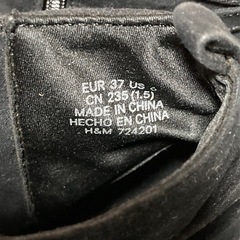 EUR 37 US
CN 235 (1.5)
MADE IN CHINA
HECHO EN CHINA
H&M 724201